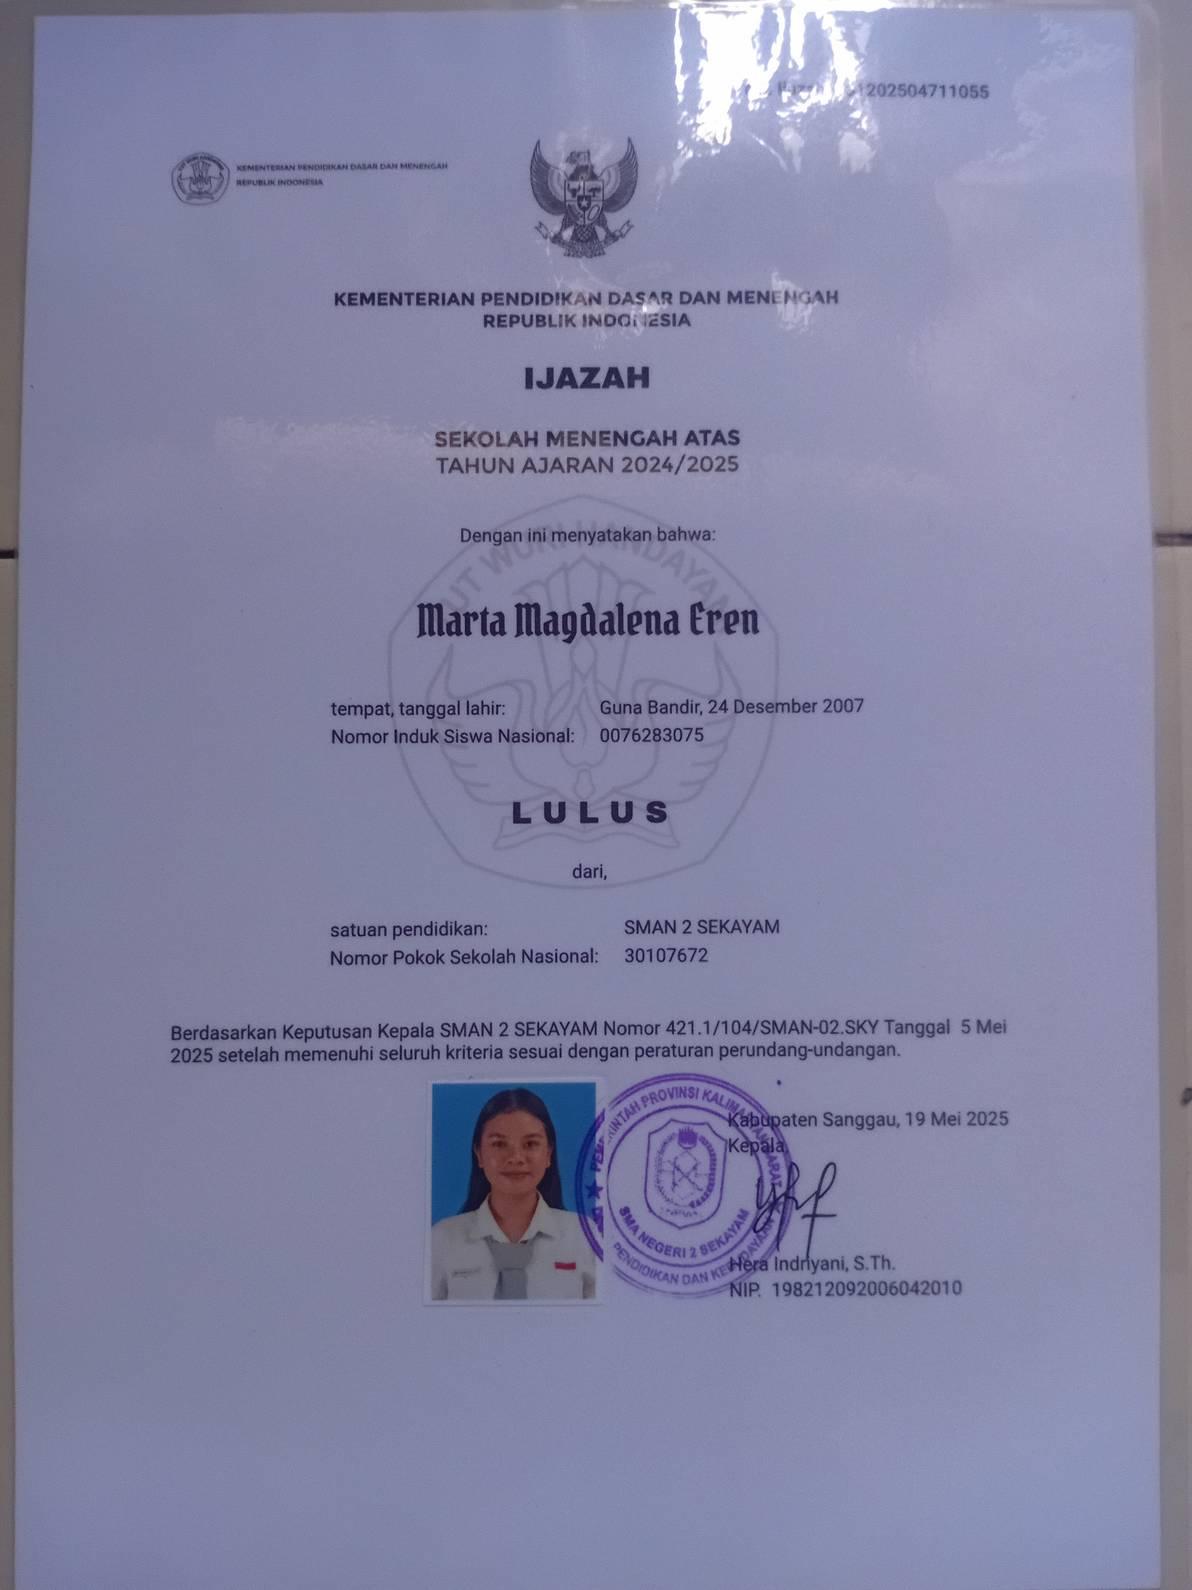 202504711055
KEMENTERIAN PENDIDIKAN DASAR DAN MENENGAH
REPUBLIK INDONESIA
KEMENTERIAN PENDIDIKAN DASAR DAN MENENGAH
REPUBLIK INDONESIA
IJAZAH
SEKOLAH MENENGAH ATAS
TAHUN AJARAN 2024/2025
Dengan ini menyatakan bahwa:
Marta Magdalena Eren
tempat, tanggal lahir: Guna Bandir, 24 Desember 2007
Nomor Induk Siswa Nasional: 0076283075
LULUS
dari,
satuan pendidikan: SMAN 2 SEKAYAM
Nomor Pokok Sekolah Nasional: 30107672
Berdasarkan Keputusan Kepala SMAN 2 SEKAYAM Nomor 421.1/104/SMAN-02.SKY Tanggal 5 Mei
2025 setelah memenuhi seluruh kriteria sesuai dengan peraturan perundang-undangan.
PROVINSI
SMA NEGERI 2 SEKAYAM
PENDIDIKAN DAN
Kabupaten Sanggau, 19 Mei 2025
Kepala,
Hera Indriyani, S.Th.
NIP. 198212092006042010